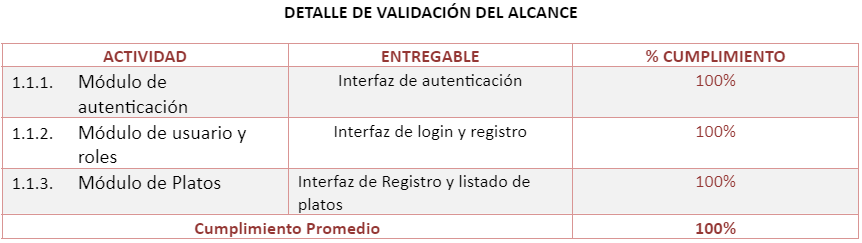 DETALLE DE VALIDACIÓN DEL ALCANCE
ACTIVIDAD ENTREGABLE % CUMPLIMIENTO
1.1.1. Módulo de autenticación Interfaz de autenticación 100%
1.1.2. Módulo de usuario y roles Interfaz de login y registro 100%
1.1.3. Módulo de Platos Interfaz de Registro y listado de platos 100%
Cumplimiento Promedio 100%